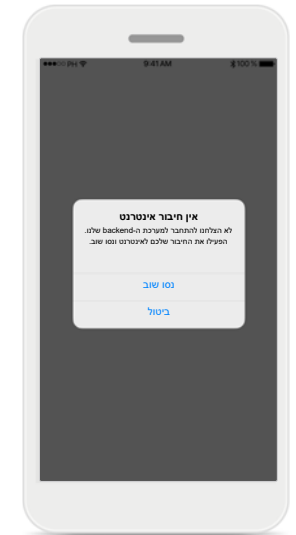 PHI 9:41 AM 100 %
אין חיבור אינטרנט
לא הצלחנו להתחבר למערכת ה-backend שלנו.
הפעילו את החיבור שלכם לאינטרנט ונסו שוב.
נסו שוב
ביטול